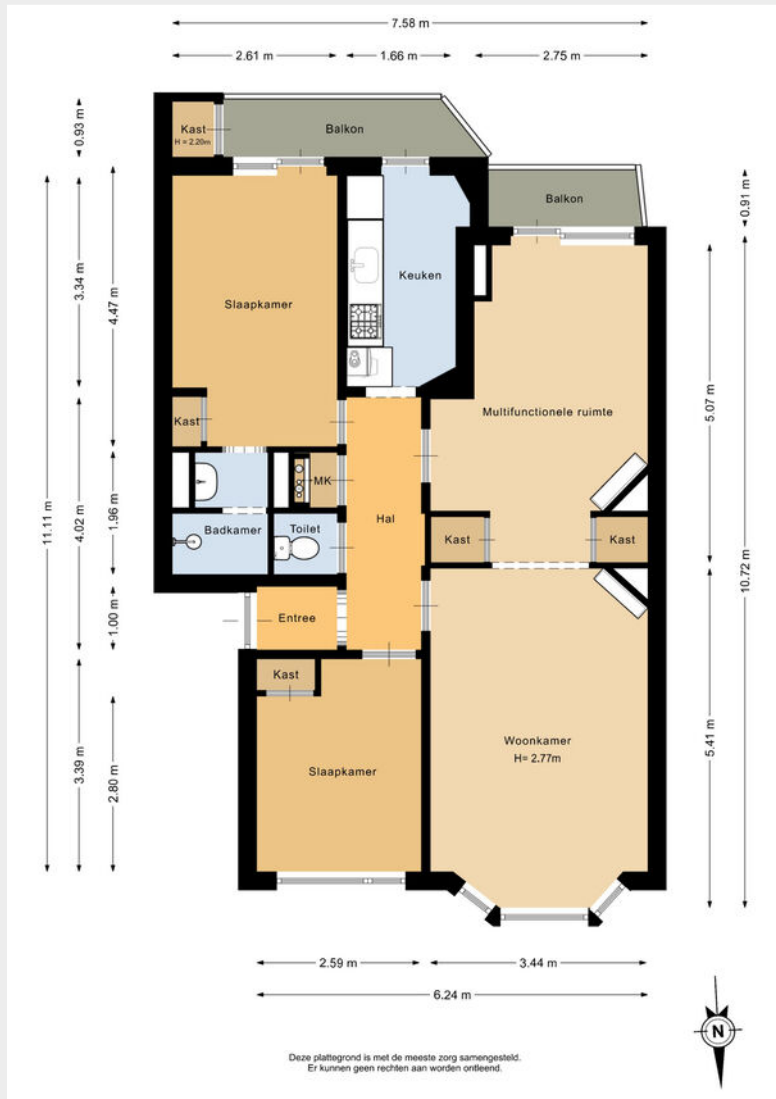 7.58 m
2.61 m
1.66 m
2.75 m
0.93 m
Kast
H = 2.20m
Balkon
0.91 m
Balkon
3.34 m
4.47 m
Slaapkamer
Keuken
Kast
Multifunctionele ruimte
5.07 m
11.11 m
4.02 m
1.96 m
MK
Badkamer
Toilet
Hal
Kast
Kast
10.72 m
1.00 m
Entree
Kast
3.39 m
2.80 m
Slaapkamer
Woonkamer
H= 2.77m
5.41 m
2.59 m
3.44 m
6.24 m
N
Deze plattegrond is met de meeste zorg samengesteld.
Er kunnen geen rechten aan worden ontleend.